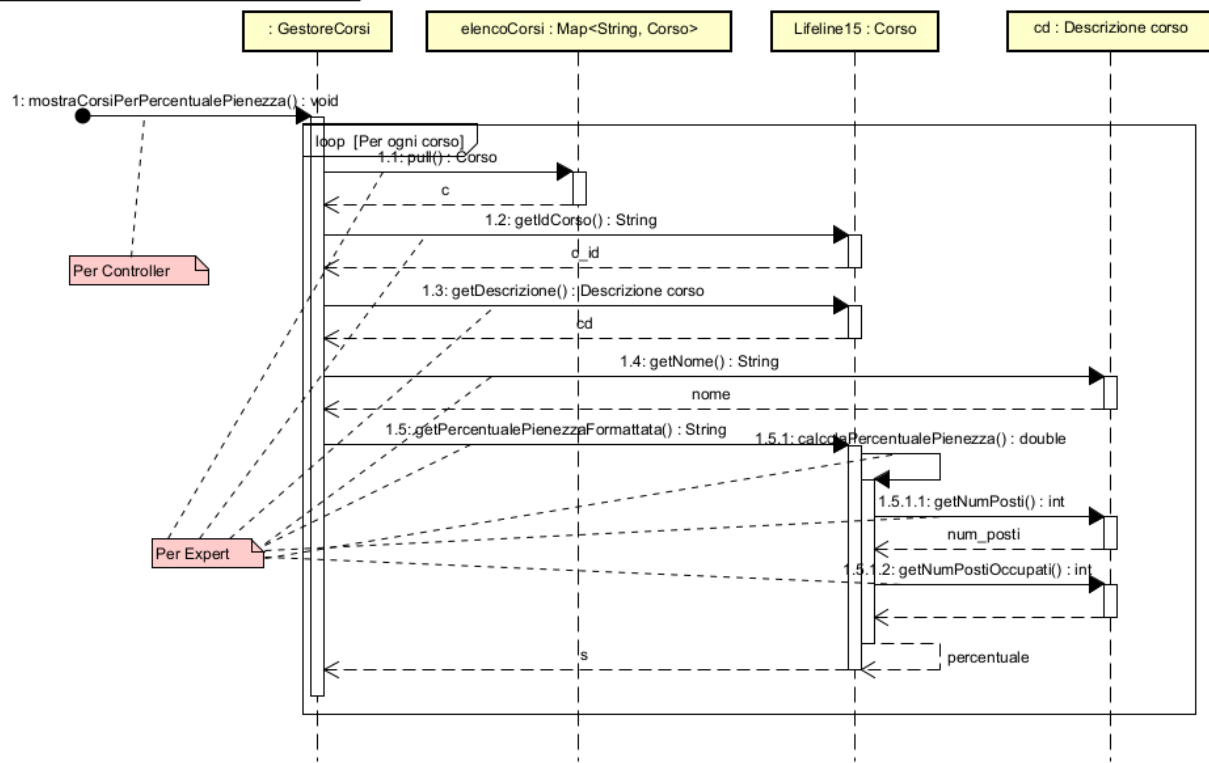 : GestoreCorsi
elencoCorsi : Map<String, Corso>
Lifeline15 : Corso
cd : Descrizione corso
1: mostraCorsiPerPercentualePienezza() : void
loop [Per ogni corso]
1.1: pull() : Corso
c
1.2: getIdCorso() : String
c_id
Per Controller
1.3: getDescrizione() : Descrizione corso
cd
1.4: getNome() : String
nome
1.5: getPercentualePienezzaFormattata() : String
1.5.1: calcolaPercentualePienezza() : double
1.5.1.1: getNumPosti() : int
num_posti
Per Expert
1.5.1.2: getNumPostiOccupati() : int
s
percentuale